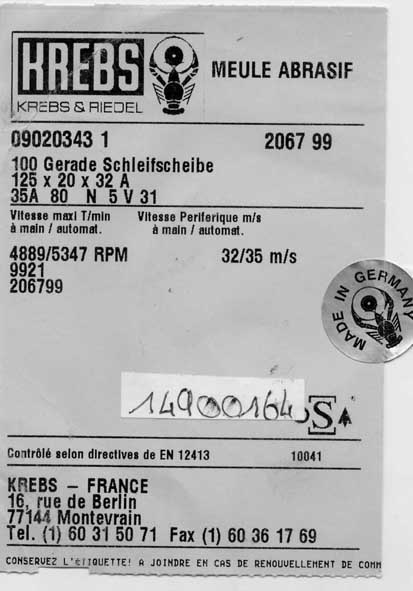 KREBS
KREBS & RIEDEL
MEULE ABRASIF
09020343 1 2067 99
100 Gerade Schleifscheibe
125 x 20 x 32 A
35A 80 N 5 V 31
Vitesse maxi T/min Vitesse Periferique m/s
à main / automat. à main / automat.
4889/5347 RPM 32/35 m/s
9921
206799
MADE IN GERMANY
14900164
SA
Contrôlé selon directives de EN 12413 10041
KREBS – FRANCE
16, rue de Berlin
77144 Montevrain
Tel. (1) 60 31 50 71 Fax (1) 60 36 17 69
CONSERVEZ L'ETIQUETTE! A JOINDRE EN CAS DE RENOUVELLEMENT DE COMM